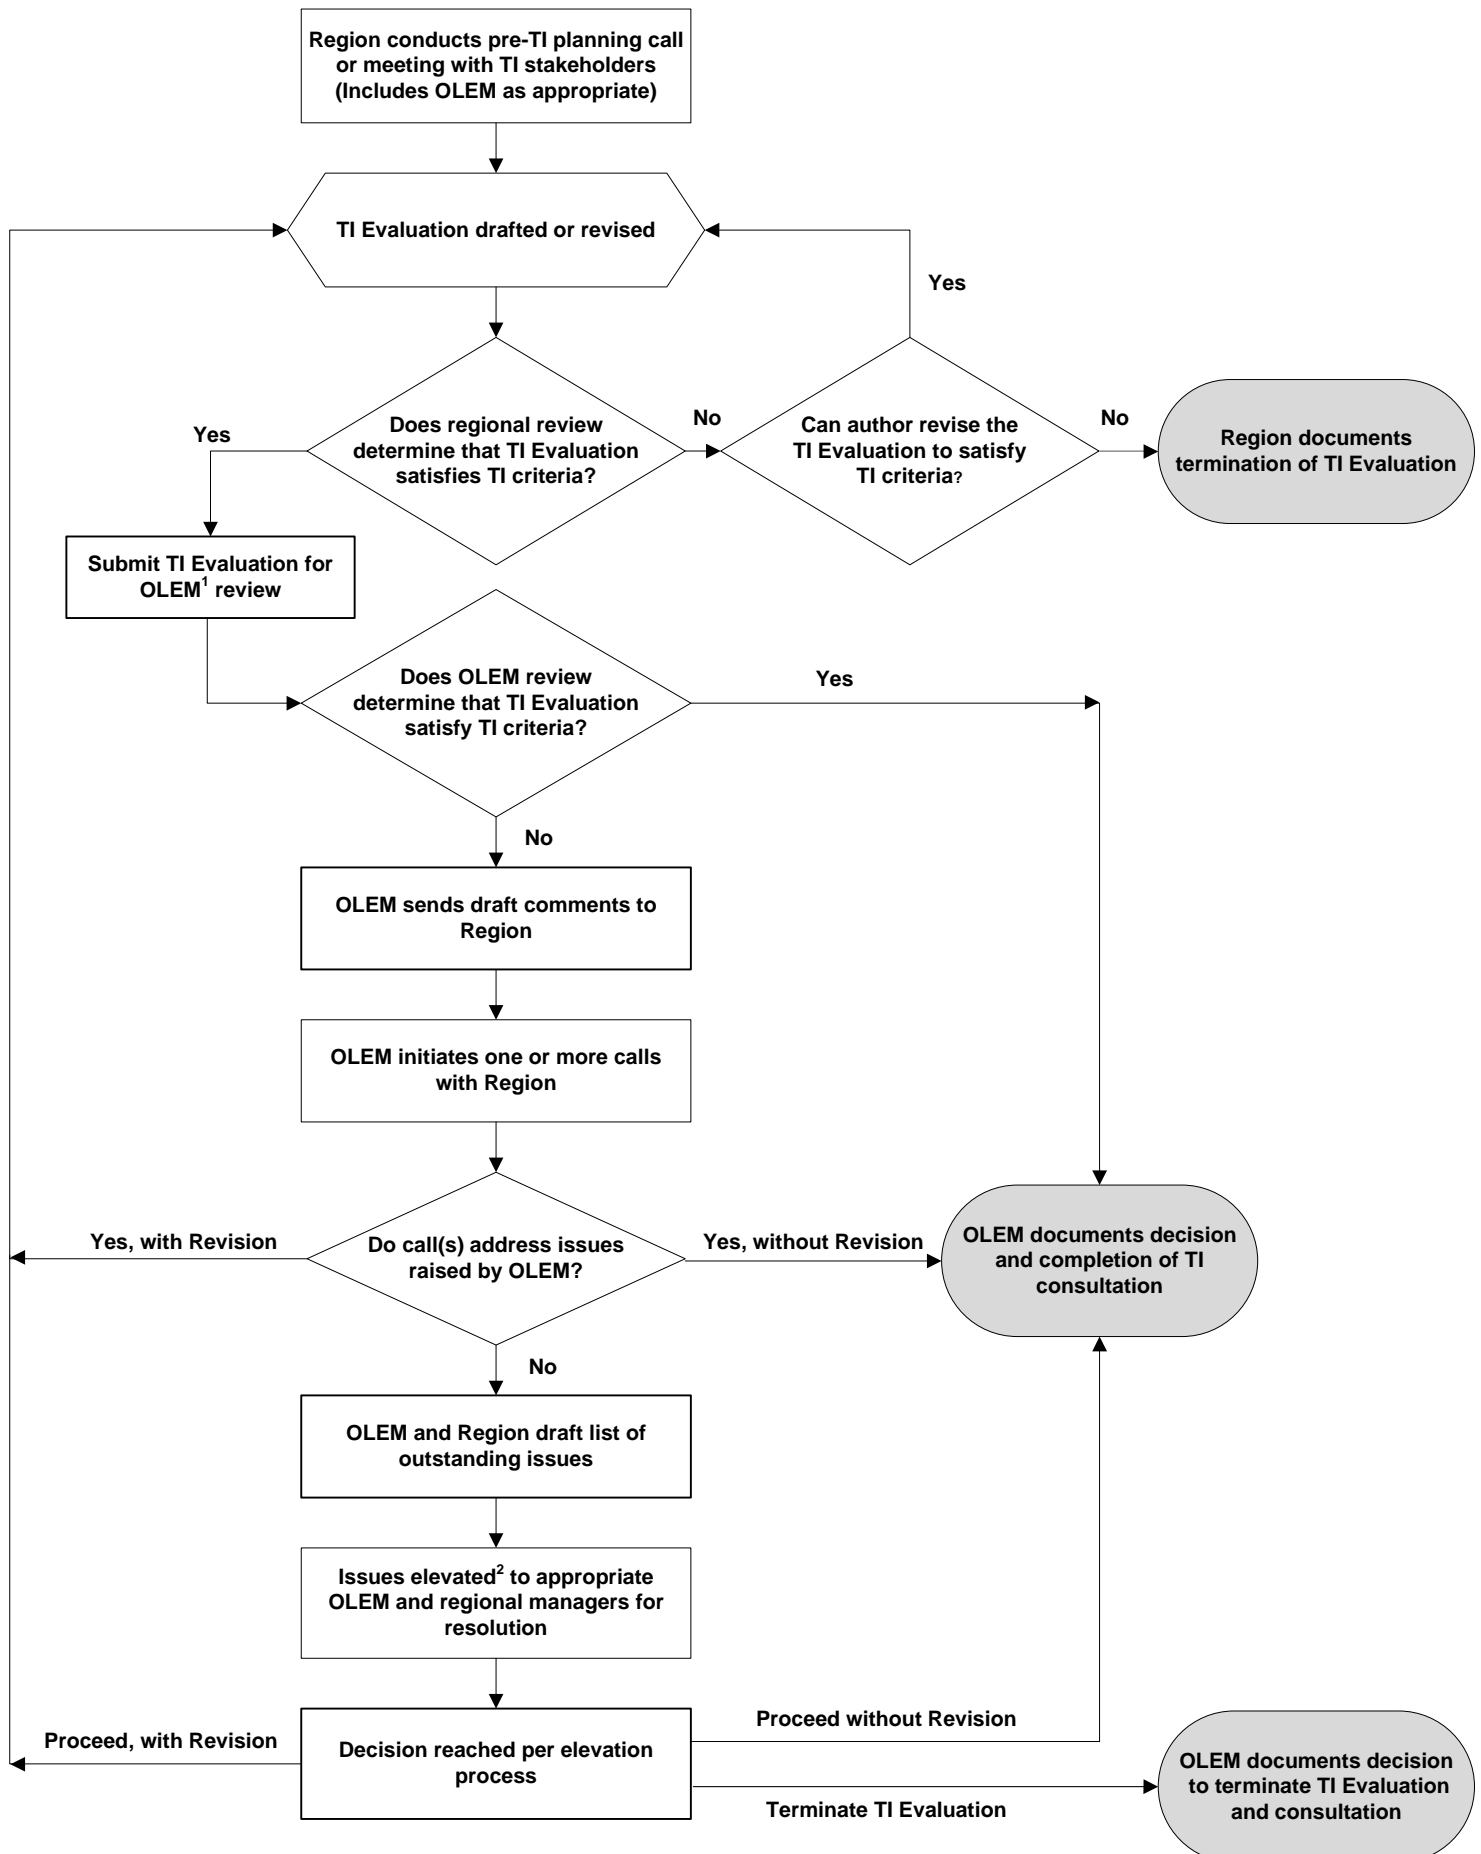 Region conducts pre-TI planning call
or meeting with TI stakeholders
(Includes OLEM as appropriate)
TI Evaluation drafted or revised
Yes
Does regional review
determine that TI Evaluation
satisfies TI criteria?
Yes
No
Can author revise the
TI Evaluation to satisfy
TI criteria?
No
Region documents
termination of TI Evaluation
Submit TI Evaluation for
OLEM¹ review
Does OLEM review
determine that TI Evaluation
satisfy TI criteria?
Yes
No
OLEM sends draft comments to
Region
OLEM initiates one or more calls
with Region
Yes, with Revision
Do call(s) address issues
raised by OLEM?
Yes, without Revision
OLEM documents decision
and completion of TI
consultation
No
OLEM and Region draft list of
outstanding issues
Issues elevated² to appropriate
OLEM and regional managers for
resolution
Proceed, with Revision
Decision reached per elevation
process
Proceed without Revision
Terminate TI Evaluation
OLEM documents decision
to terminate TI Evaluation
and consultation